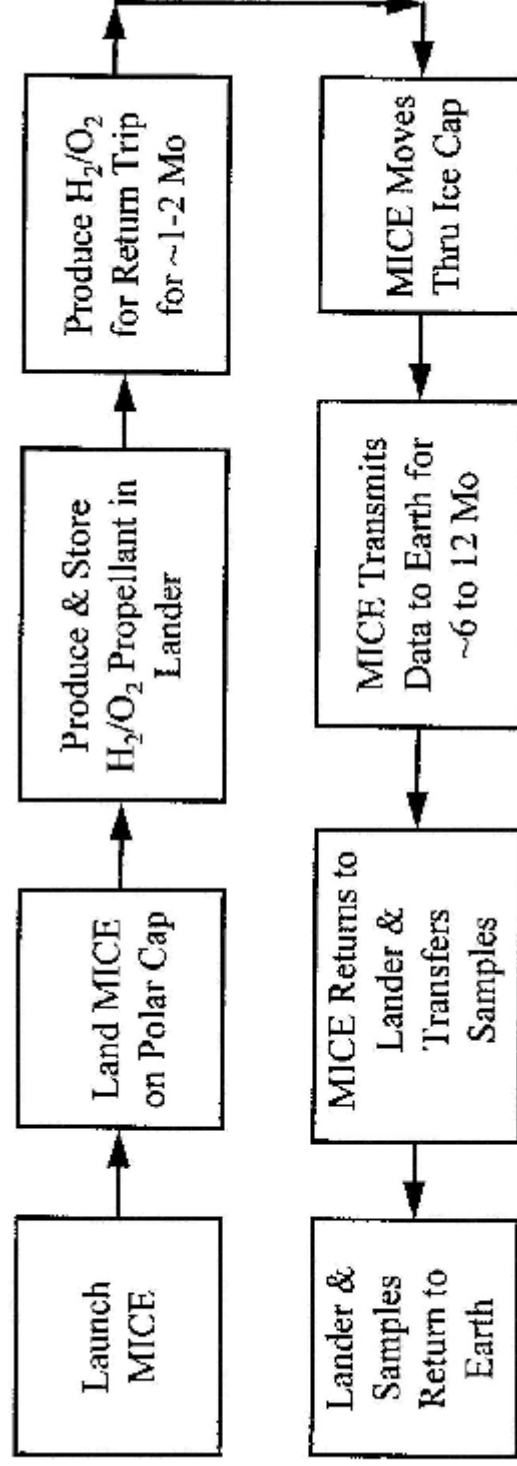 Launch
MICE
Land MICE
on Polar Cap
Produce & Store
H₂/O₂ Propellant in
Lander
Produce H₂/O₂
for Return Trip
for ~1-2 Mo
MICE Moves
Thru Ice Cap
MICE Transmits
Data to Earth for
~6 to 12 Mo
MICE Returns to
Lander &
Transfers
Samples
Lander &
Samples
Return to
Earth